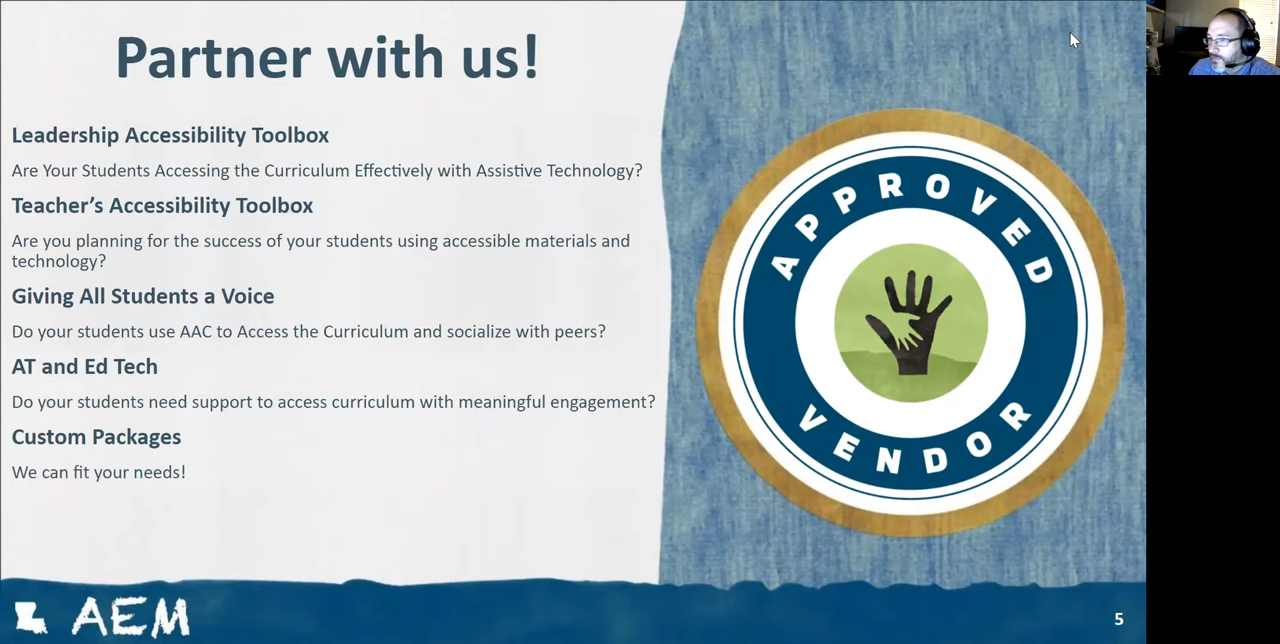 Partner with us!
Leadership Accessibility Toolbox
Are Your Students Accessing the Curriculum Effectively with Assistive Technology?
Teacher’s Accessibility Toolbox
Are you planning for the success of your students using accessible materials and
technology?
Giving All Students a Voice
Do your students use AAC to Access the Curriculum and socialize with peers?
AT and Ed Tech
Do your students need support to access curriculum with meaningful engagement?
Custom Packages
We can fit your needs!
APPROVED
VENDOR
AEM
5